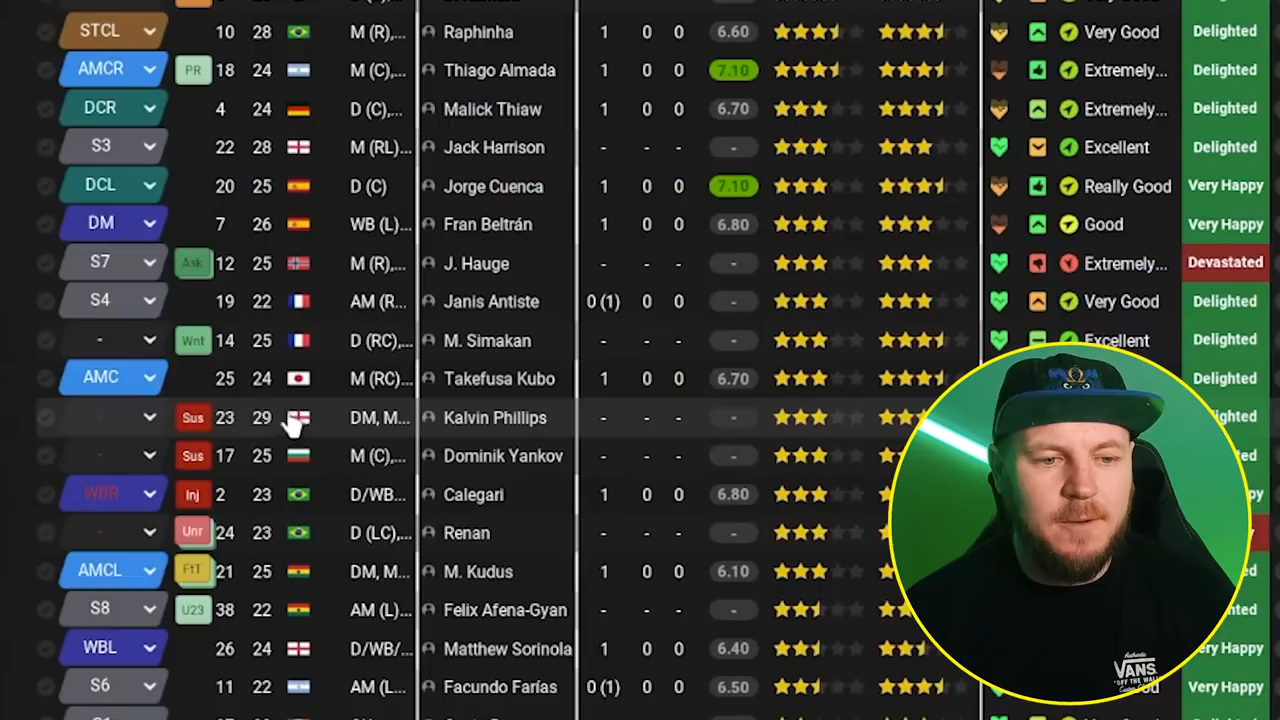 STCL 10 28 M (R),... Raphinha 1 0 0 6.60 Very Good Delighted
AMCR PR 18 24 M (C),... Thiago Almada 1 0 0 7.10 Extremely... Delighted
DCR 4 24 D (C),... Malick Thiaw 1 0 0 6.70 Extremely... Delighted
S3 22 28 M (RL)... Jack Harrison - - - - Excellent Delighted
DCL 20 25 D (C) Jorge Cuenca 1 0 0 7.10 Really Good Very Happy
DM 7 26 WB (L)... Fran Beltrán 1 0 0 6.80 Good Very Happy
S7 Ask 12 25 M (R),... J. Hauge - - - - Extremely... Devastated
S4 19 22 AM (R... Janis Antiste 0 (1) 0 0 - Very Good Delighted
- Wnt 14 25 D (RC),... M. Simakan - - - - Excellent Delighted
AMC 25 24 M (RC)... Takefusa Kubo 1 0 0 6.70 Delighted
- Sus 23 29 DM, M... Kalvin Phillips - - - -
- Sus 17 25 M (C),... Dominik Yankov - - - -
WBR Inj 2 23 D/WB... Calegari 1 0 0 6.80
- Unr 24 23 D (LC),... Renan - - - -
AMCL FtT 21 25 DM, M... M. Kudus 1 0 0 6.10
S8 U23 38 22 AM (L)... Felix Afena-Gyan - - - -
WBL 26 24 D/WB/... Matthew Sorinola 1 0 0 6.40
S6 11 22 AM (L... Facundo Farías 0 (1) 0 0 6.50 Very Happy
Authentic
VANS
"OFF THE WALL"